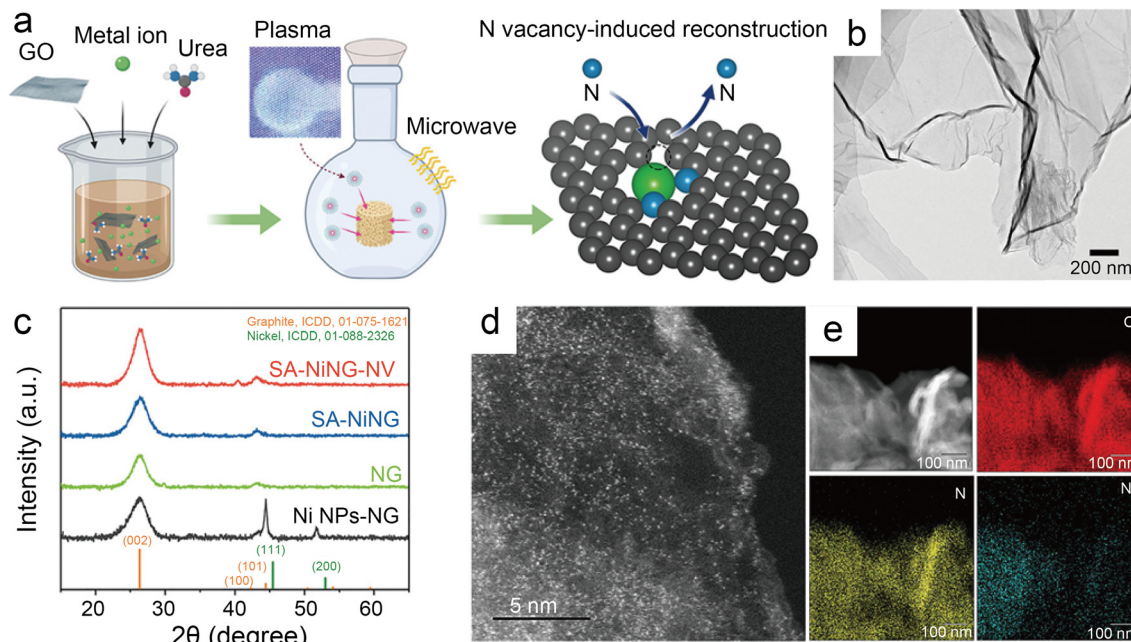 a
GO
Metal ion
Urea
Plasma
Microwave
N vacancy-induced reconstruction
N
N
b
200 nm
c
Graphite, ICDD, 01-075-1621
Nickel, ICDD, 01-088-2326
SA-NiNG-NV
SA-NiNG
NG
Ni NPs-NG
(002)
(100)
(101)
(111)
(200)
Intensity (a.u.)
20 30 40 50 60
2θ (degree)
d
5 nm
e
100 nm
100 nm
N
100 nm
N
100 nm